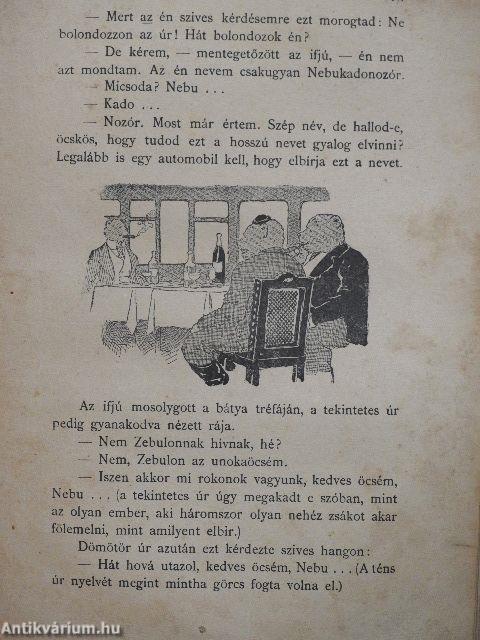 — Mert az én szives kérdésemre ezt morogtad: Ne
bolondozzon az úr! Hát bolondozok én?
— De kérem, — mentegetőzött az ifjú, — én nem
azt mondtam. Az én nevem csakugyan Nebukadonozór.
— Micsoda? Nebu ...
— Kado ...
— Nozór. Most már értem. Szép név, de hallod-e,
öcskös, hogy tudod ezt a hosszú nevet gyalog elvinni?
Legalább is egy automobil kell, hogy elbírja ezt a nevet.
Az ifjú mosolygott a bátya tréfáján, a tekintetes úr
pedig gyanakodva nézett rája.
— Nem Zebulonnak hivnak, hé?
— Nem, Zebulon az unokaöcsém.
— Iszen akkor mi rokonok vagyunk, kedves öcsém,
Nebu ... (a tekintetes úr úgy megakadt e szóban, mint
az olyan ember, aki háromszor olyan nehéz zsákot akar
fölemelni, mint amilyent elbir.)
Dömötör úr azután ezt kérdezte szives hangon:
— Hát hová utazol, kedves öcsém, Nebu ... (A téns
úr nyelvét megint mintha görcs fogta volna el.)
Antikvárium.hu